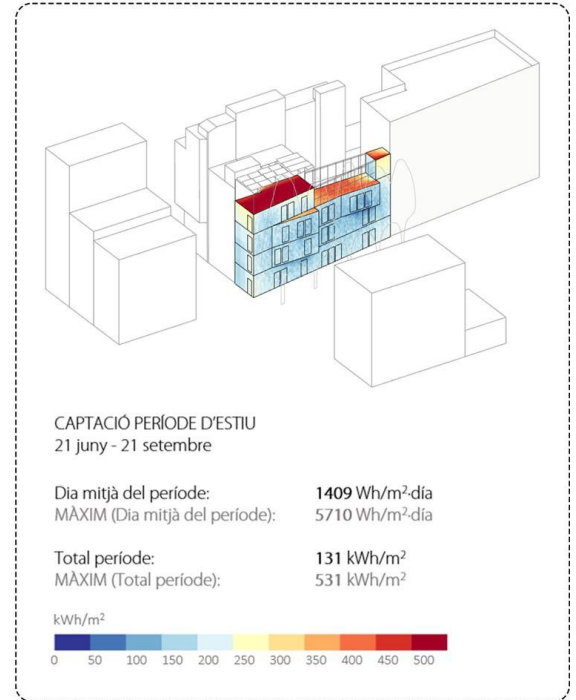 CAPTACIÓ PERÍODE D'ESTIU
21 juny - 21 setembre
Dia mitjà del període: 1409 Wh/m²·día
MÀXIM (Dia mitjà del període): 5710 Wh/m²·día
Total període: 131 kWh/m²
MÀXIM (Total període): 531 kWh/m²
kWh/m²
0 50 100 150 200 250 300 350 400 450 500